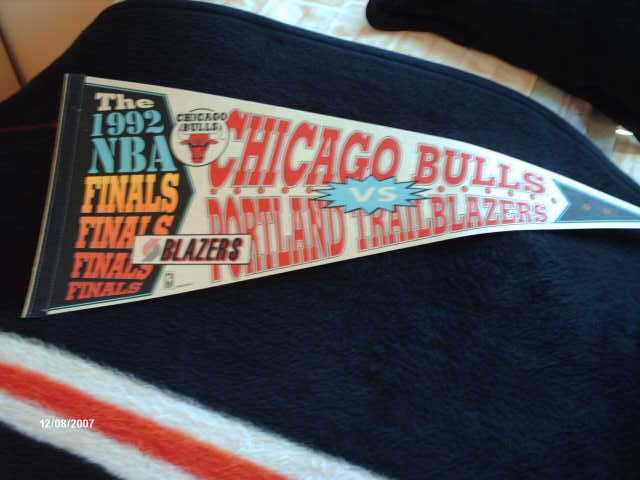 The
1992
NBA
FINALS
FINALS
FINALS
FINALS
BLAZERS
CHICAGO
BULLS
CHICAGO BULLS
VS
PORTLAND TRAILBLAZERS
12/08/2007